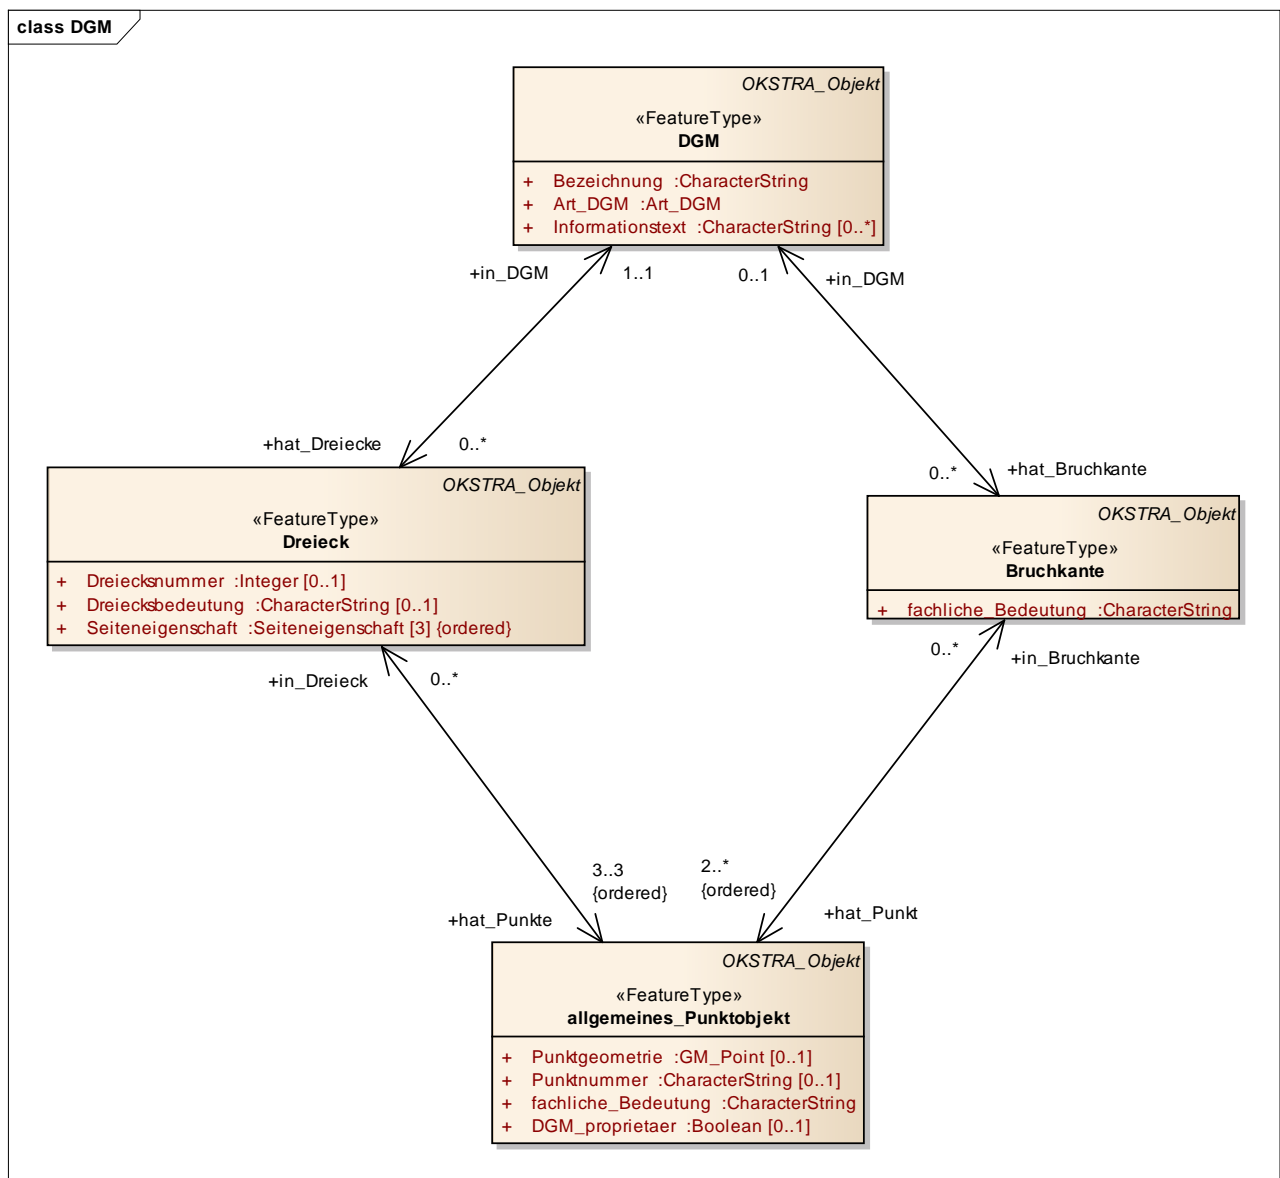 class DGM
OKSTRA_Objekt
«FeatureType»
DGM
+ Bezeichnung :CharacterString
+ Art_DGM :Art_DGM
+ Informationstext :CharacterString [0..*]
+in_DGM
1..1
0..1
+in_DGM
+hat_Dreiecke
0..*
0..*
+hat_Bruchkante
OKSTRA_Objekt
«FeatureType»
Dreieck
+ Dreiecksnummer :Integer [0..1]
+ Dreiecksbedeutung :CharacterString [0..1]
+ Seiteneigenschaft :Seiteneigenschaft [3] {ordered}
OKSTRA_Objekt
«FeatureType»
Bruchkante
+ fachliche_Bedeutung :CharacterString
+in_Dreieck
0..*
0..*
+in_Bruchkante
3..3
{ordered}
2..*
{ordered}
+hat_Punkte
+hat_Punkt
OKSTRA_Objekt
«FeatureType»
allgemeines_Punktobjekt
+ Punktgeometrie :GM_Point [0..1]
+ Punktnummer :CharacterString [0..1]
+ fachliche_Bedeutung :CharacterString
+ DGM_proprietaer :Boolean [0..1]